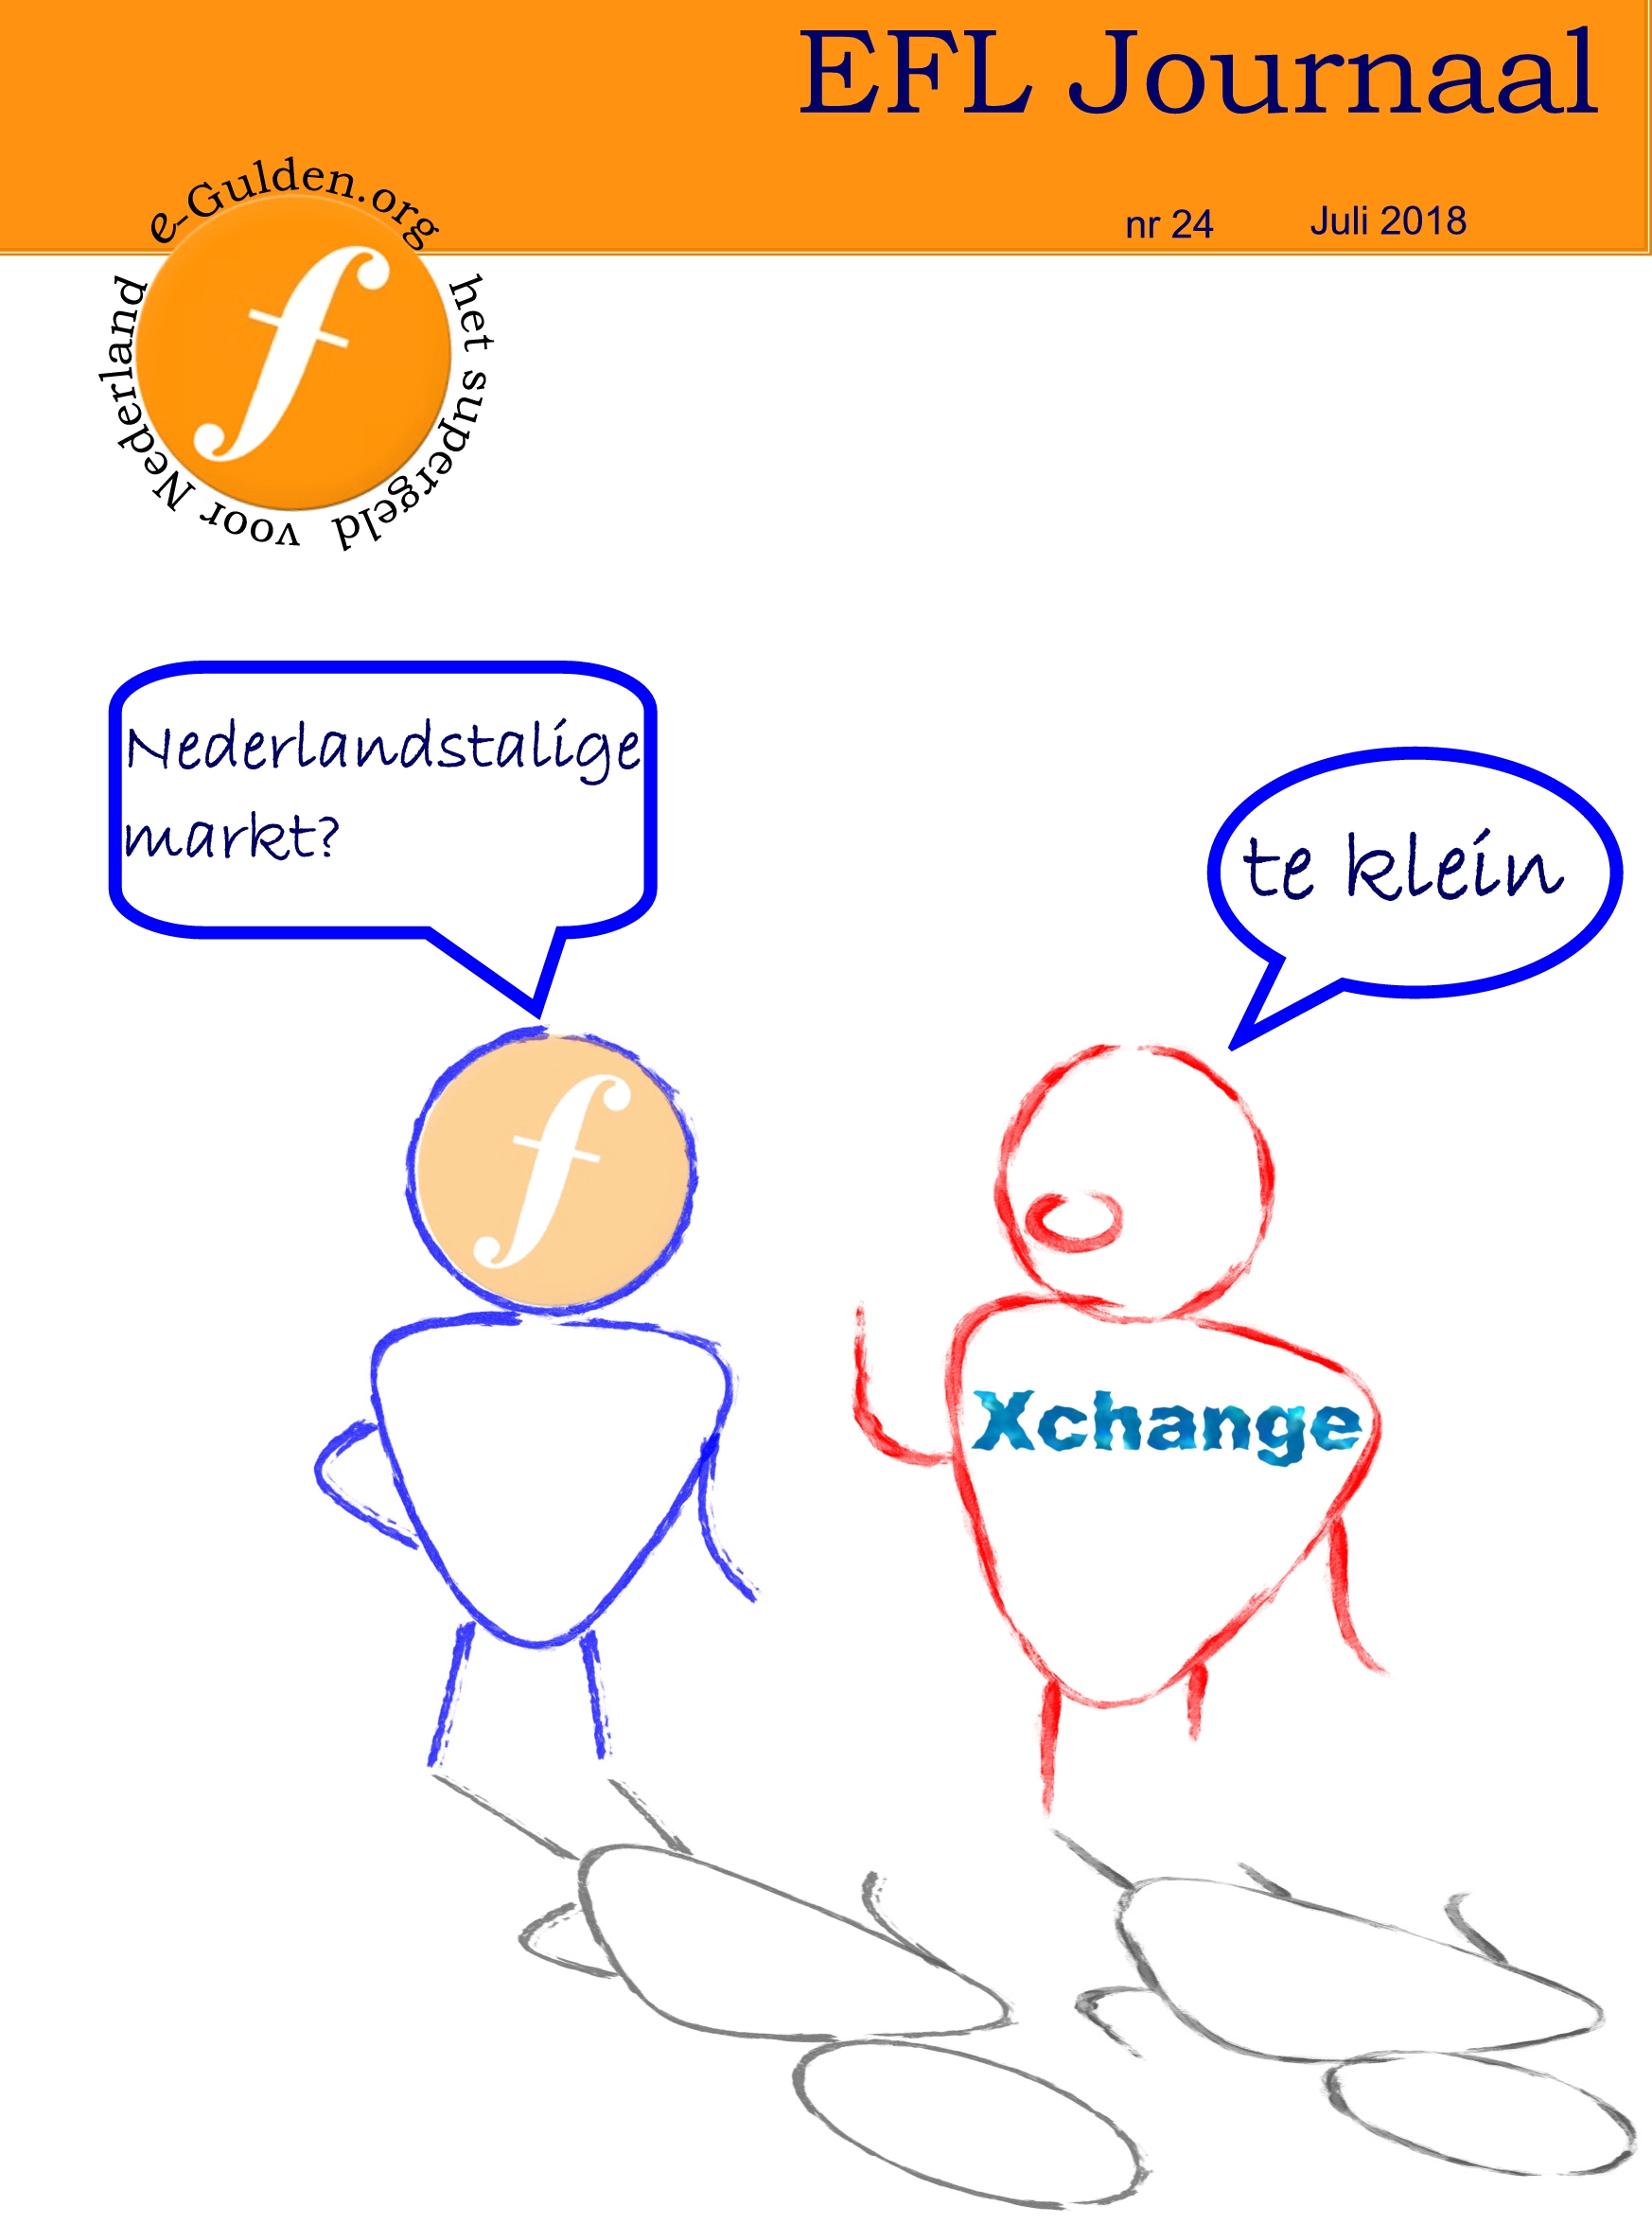 EFL Journaal
nr 24 Juli 2018
e-Gulden.org het supergeld voor Nederland
f
Nederlandstalige
markt?
te klein
f
Xchange